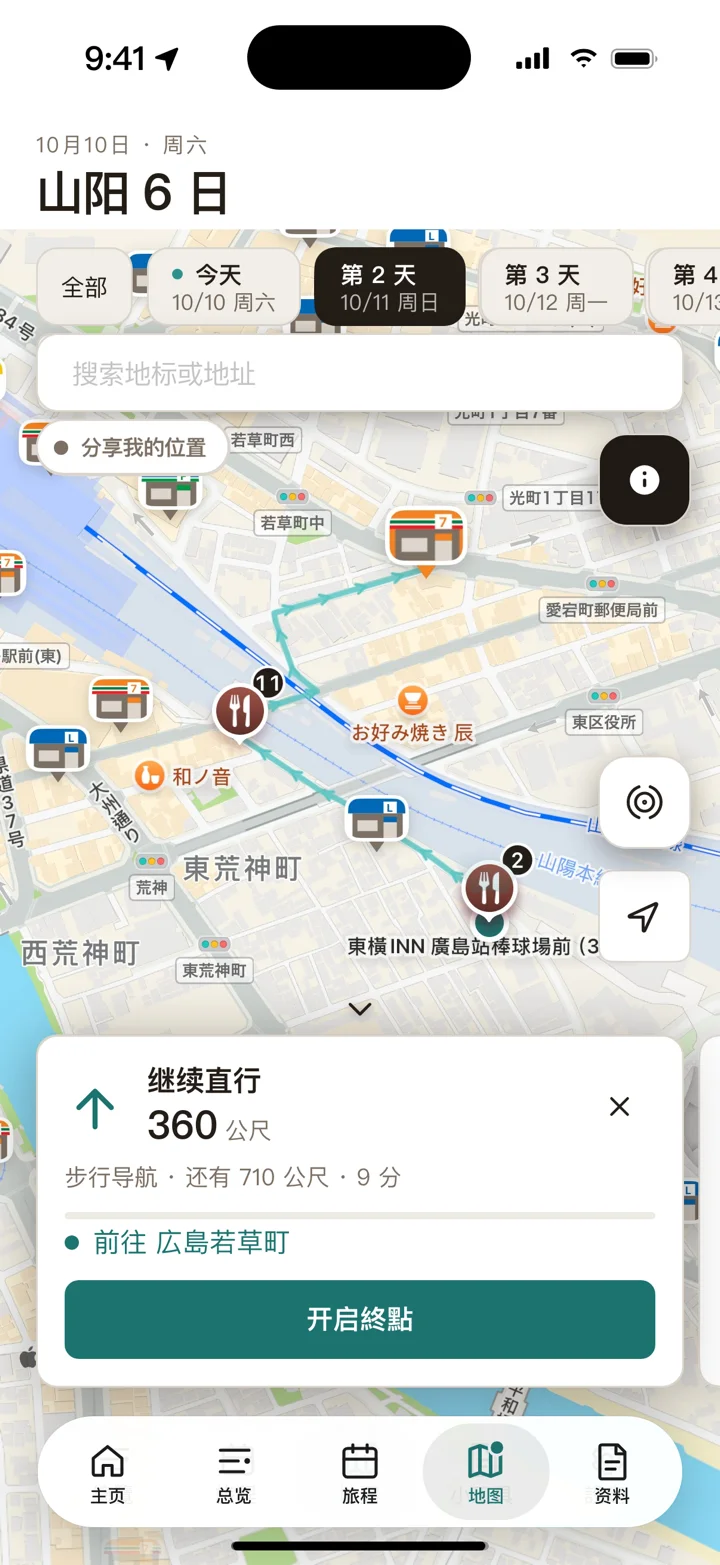 9:41
10月10日 · 周六
山阳 6 日
全部
今天
10/10 周六
第 2 天
10/11 周日
第 3 天
10/12 周一
第 4
10/13
搜索地标或地址
分享我的位置
若草町西
光町1丁目7番
光町1丁目1
若草町中
愛宕町郵便局前
駅前(東)
11
お好み焼き 辰
東区役所
和ノ音
大州通り
県道37号
荒神
東荒神町
2
山陽本線
西荒神町
東荒神町
東橫INN 廣島站棒球場前 (3
继续直行
360 公尺
步行导航 · 还有 710 公尺 · 9 分
前往 広島若草町
开启終點
平和
主页
总览
旅程
地图
资料